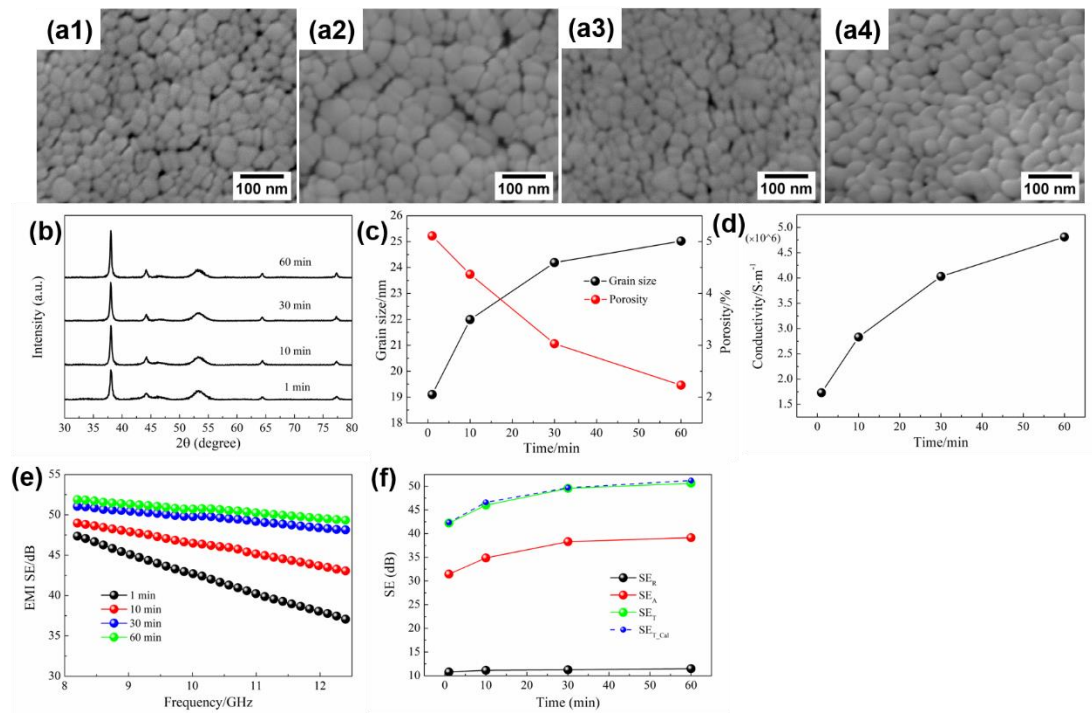 (a1)
100 nm
(a2)
100 nm
(a3)
100 nm
(a4)
100 nm
(b)
Intensity (a.u.)
60 min
30 min
10 min
1 min
30 35 40 45 50 55 60 65 70 75 80
2θ (degree)
(c)
26
25
24
23
22
21
20
19
18
Grain size/nm
Grain size
Porosity
5
4
3
2
Porosity/%
0 10 20 30 40 50 60
Time/min
(d)
(×10^6)
5.0
4.5
4.0
3.5
3.0
2.5
2.0
1.5
Conductivity/S·m⁻¹
0 10 20 30 40 50 60
Time/min
(e)
55
50
45
40
35
30
EMI SE/dB
1 min
10 min
30 min
60 min
8 9 10 11 12
Frequency/GHz
(f)
50
45
40
35
30
25
20
15
10
SE (dB)
SE_R
SE_A
SE_T
SE_T_Cal
0 10 20 30 40 50 60
Time (min)